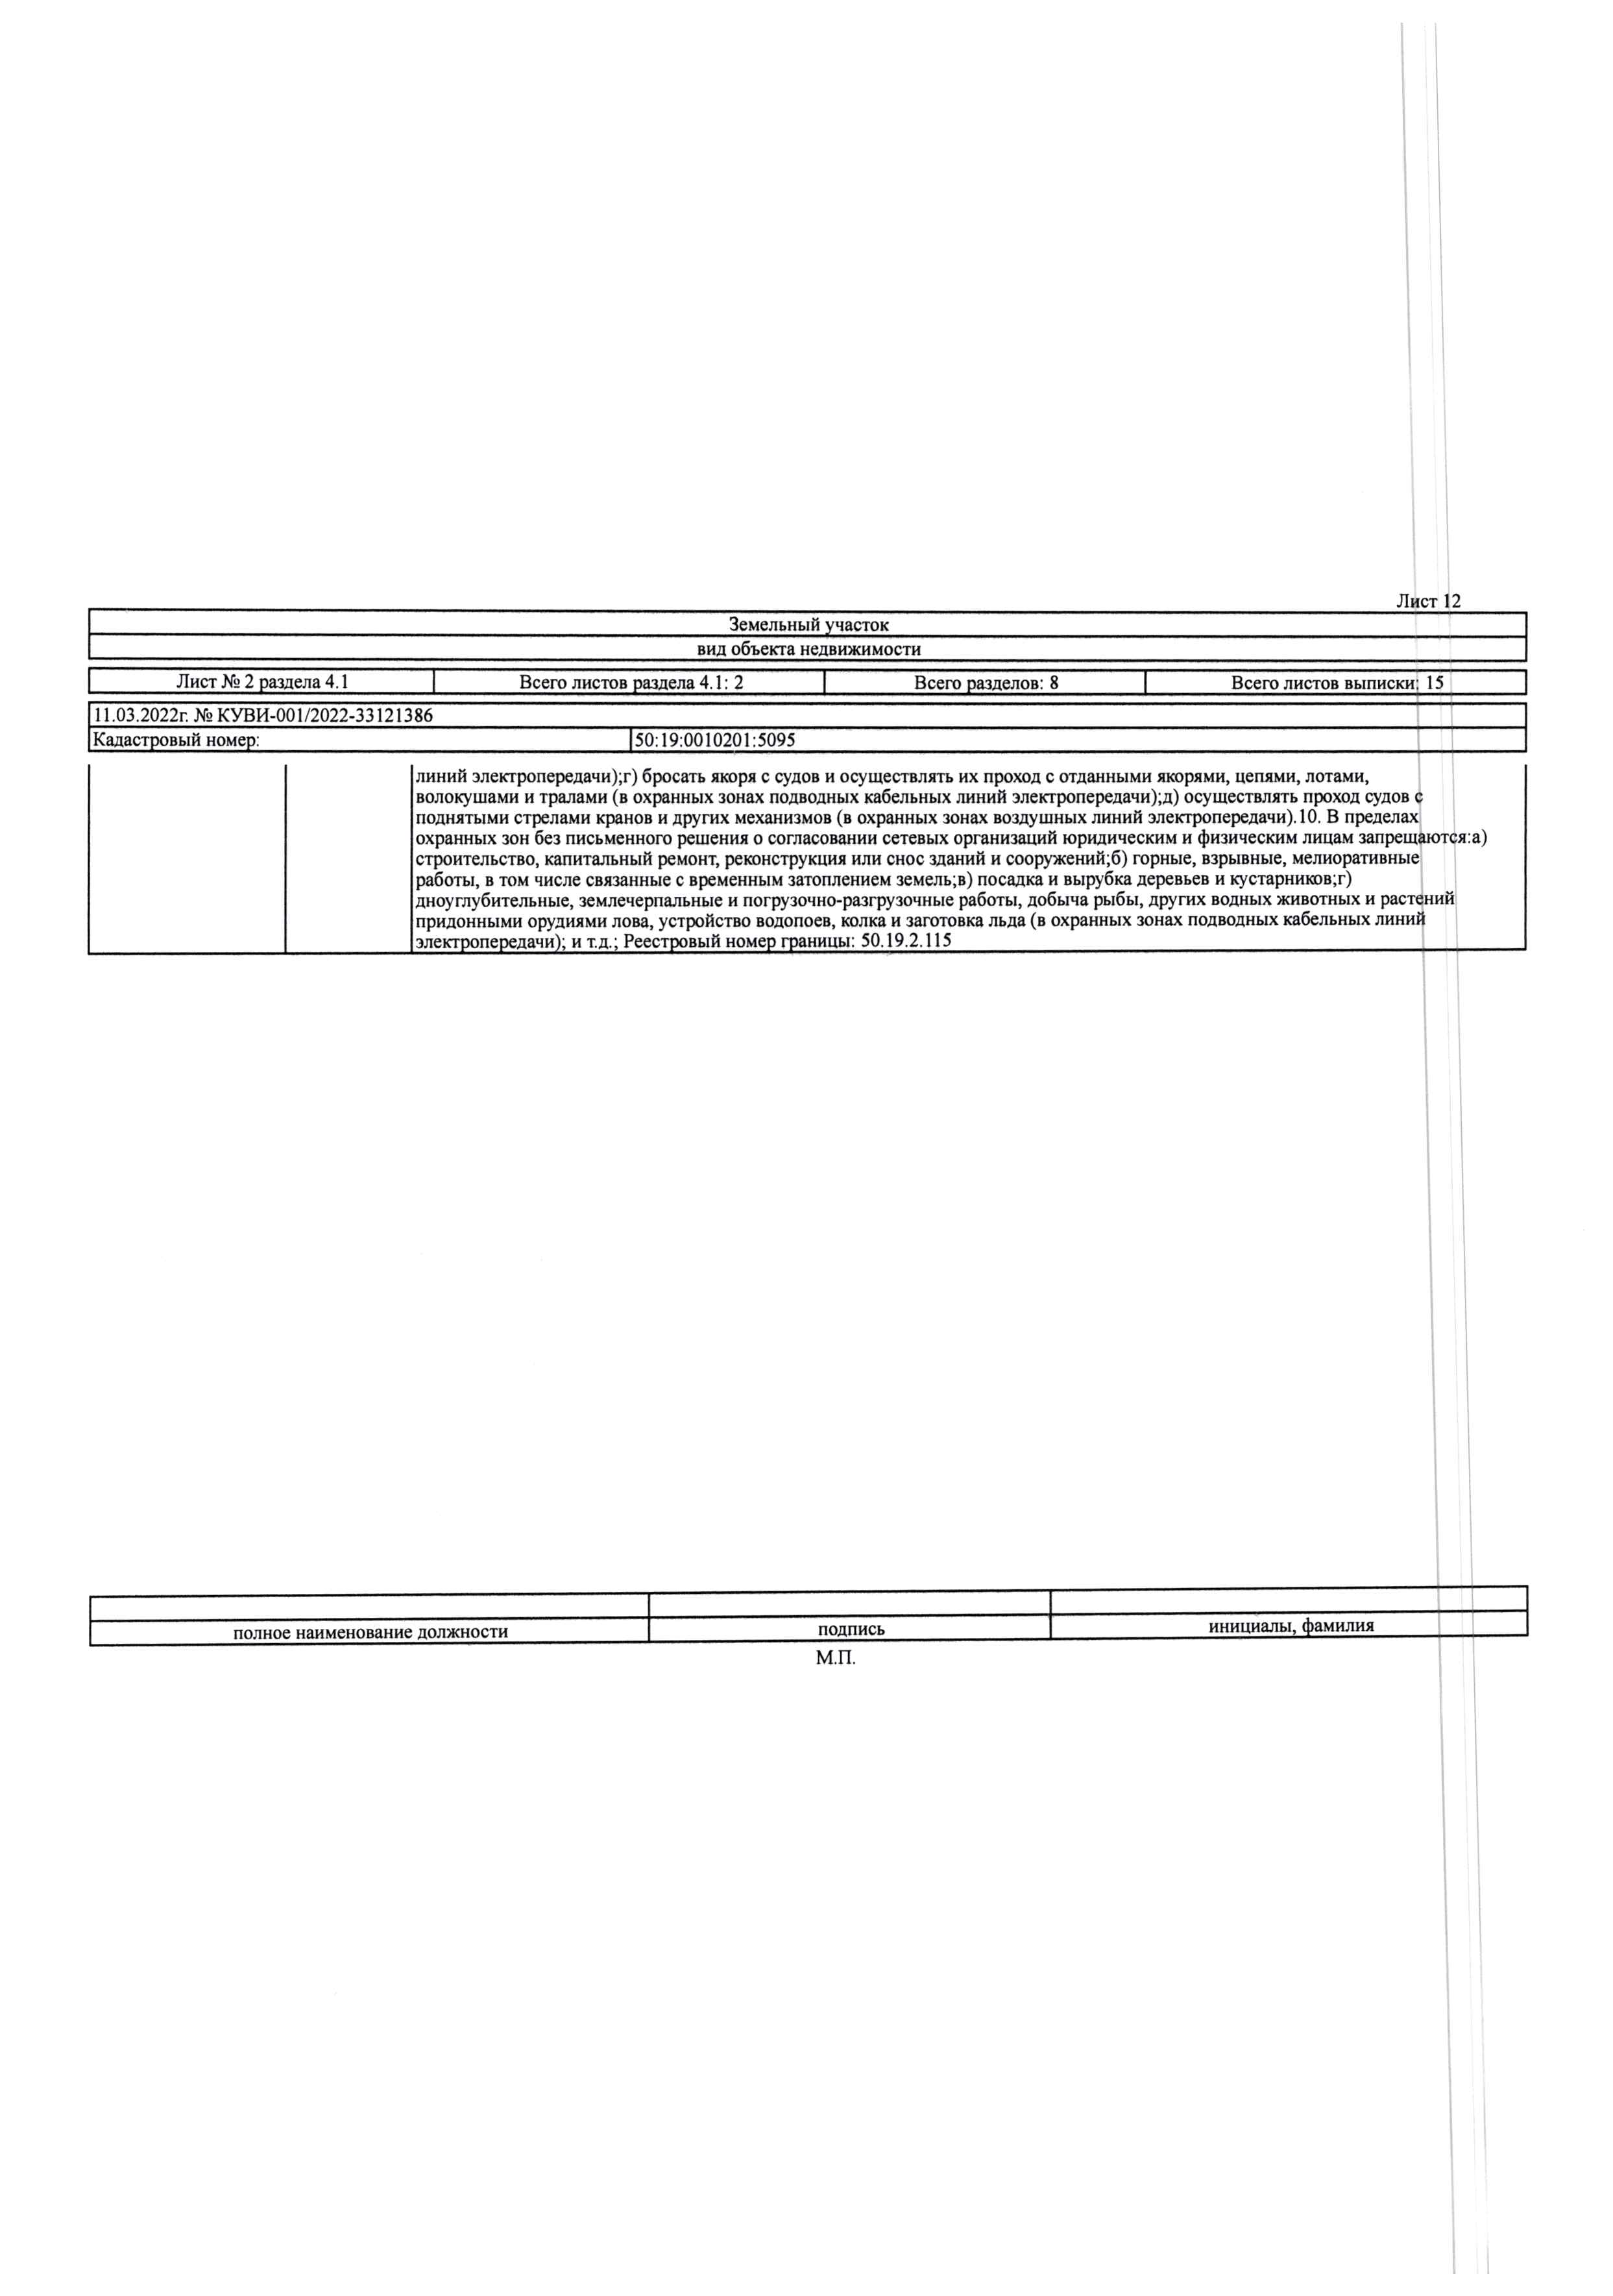 Лист 12
Земельный участок
вид объекта недвижимости
Лист № 2 раздела 4.1 Всего листов раздела 4.1: 2 Всего разделов: 8 Всего листов выписки: 15
11.03.2022г. № КУВИ-001/2022-33121386
Кадастровый номер: 50:19:0010201:5095
линий электропередачи);г) бросать якоря с судов и осуществлять их проход с отданными якорями, цепями, лотами,
волокушами и тралами (в охранных зонах подводных кабельных линий электропередачи);д) осуществлять проход судов с
поднятыми стрелами кранов и других механизмов (в охранных зонах воздушных линий электропередачи).10. В пределах
охранных зон без письменного решения о согласовании сетевых организаций юридическим и физическим лицам запрещаются:а)
строительство, капитальный ремонт, реконструкция или снос зданий и сооружений;б) горные, взрывные, мелиоративные
работы, в том числе связанные с временным затоплением земель;в) посадка и вырубка деревьев и кустарников;г)
дноуглубительные, землечерпальные и погрузочно-разгрузочные работы, добыча рыбы, других водных животных и растений
придонными орудиями лова, устройство водопоев, колка и заготовка льда (в охранных зонах подводных кабельных линий
электропередачи); и т.д.; Реестровый номер границы: 50.19.2.115
полное наименование должности подпись инициалы, фамилия
М.П.